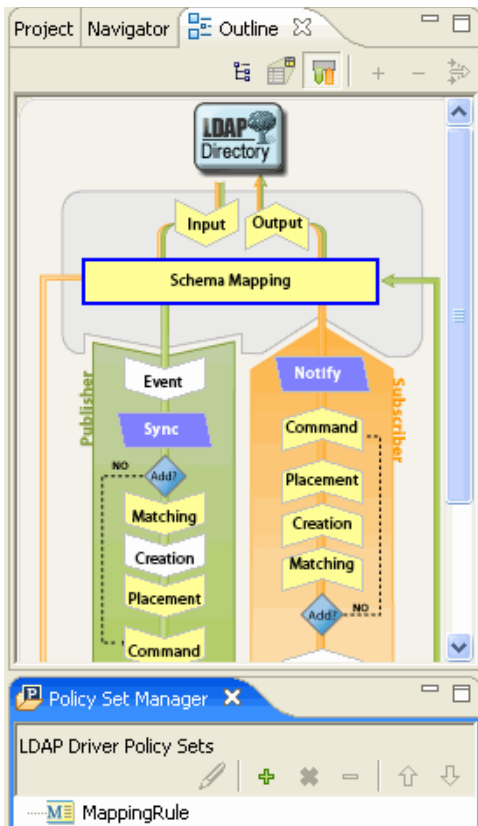 Project Navigator Outline
LDAP
Directory
Input Output
Schema Mapping
Publisher
Event
Sync
NO
Add?
Matching
Creation
Placement
Command
Subscriber
Notify
Command
Placement
Creation
Matching
Add?
NO
Policy Set Manager
LDAP Driver Policy Sets
MappingRule